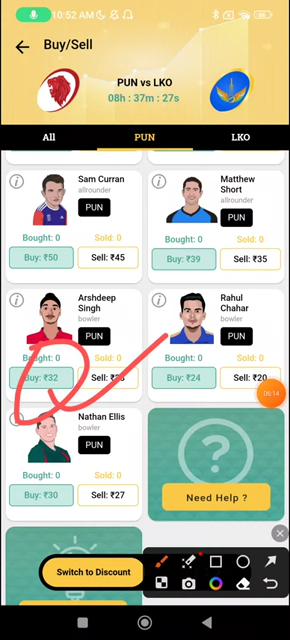 10:52 AM
Buy/Sell
PUN vs LKO
08h : 37m : 27s
All PUN LKO
Sam Curran
allrounder
PUN
Bought: 0 Sold: 0
Buy: ₹50 Sell: ₹45
Matthew
Short
allrounder
PUN
Bought: 0 Sold: 0
Buy: ₹39 Sell: ₹35
Arshdeep
Singh
bowler
PUN
Bought: 0 Sold: 0
Buy: ₹32 Sell:
Rahul
Chahar
bowler
PUN
Bought: 0 Sold: 0
Buy: ₹24 Sell: ₹20
05:14
Nathan Ellis
bowler
PUN
Bought: 0 Sold: 0
Buy: ₹30 Sell: ₹27
Need Help ?
Switch to Discount